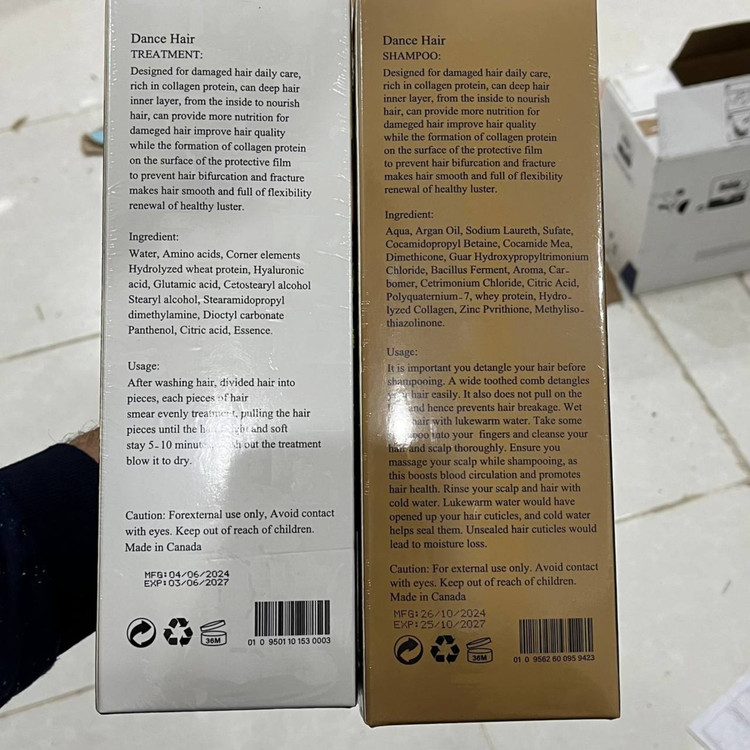 Dance Hair
TREATMENT:
Designed for damaged hair daily care,
rich in collagen protein, can deep hair
inner layer, from the inside to nourish
hair, can provide more nutrition for
dameged hair improve hair quality
while the formation of collagen protein
on the surface of the protective film
to prevent hair bifurcation and fracture
makes hair smooth and full of flexibility
renewal of healthy luster.
Ingredient:
Water, Amino acids, Corner elements
Hydrolyzed wheat protein, Hyaluronic
acid, Glutamic acid, Cetostearyl alcohol
Stearyl alcohol, Stearamidopropyl
dimethylamine, Dioctyl carbonate
Panthenol, Citric acid, Essence.
Usage:
After washing hair, divided hair into
pieces, each pieces of hair
smear evenly treatment, pulling the hair
pieces until the and soft
stay 5-10 out the treatment
blow it to dry.
Caution: Forexternal use only, Avoid contact
with eyes. Keep out of reach of children.
Made in Canada
MFG:04/06/2024
EXP:03/06/2027
36M
01 0 9501 10 153 0003
Dance Hair
SHAMPOO:
Designed for damaged hair daily care,
rich in collagen protein, can deep hair
inner layer, from the inside to nourish
hair, can provide more nutrition for
dameged hair improve hair quality
while the formation of collagen protein
on the surface of the protective film
to prevent hair bifurcation and fracture
makes hair smooth and full of flexibility
renewal of healthy luster.
Ingredient:
Aqua, Argan Oil, Sodium Laureth, Sufate,
Cocamidopropyl Betaine, Cocamide Mea,
Dimethicone, Guar Hydroxypropyltrimonium
Chloride, Bacillus Ferment, Aroma, Car-
bomer, Cetrimonium Chloride, Citric Acid,
Polyquaternium-7, whey protein, Hydro-
lyzed Collagen, Zinc Pvrithione, Methyliso-
thiazolinone.
Usage:
It is important you detangle your hair before
shampooing. A wide toothed comb detangles
hair easily. It also does not pull on the
and hence prevents hair breakage. Wet
hair with lukewarm water. Take some
into your fingers and cleanse your
hair and scalp thoroughly. Ensure you
massage your scalp while shampooing, as
this boosts blood circulation and promotes
hair health. Rinse your scalp and hair with
cold water. Lukewarm water would have
opened up your hair cuticles, and cold water
helps seal them. Unsealed hair cuticles would
lead to moisture loss.
Caution: For external use only. Avoid contact
with eyes. Keep out of reach of children.
Made in Canada
MFG:26/10/2024
EXP:25/10/2027
36M
01 0 9562 60 095 9423